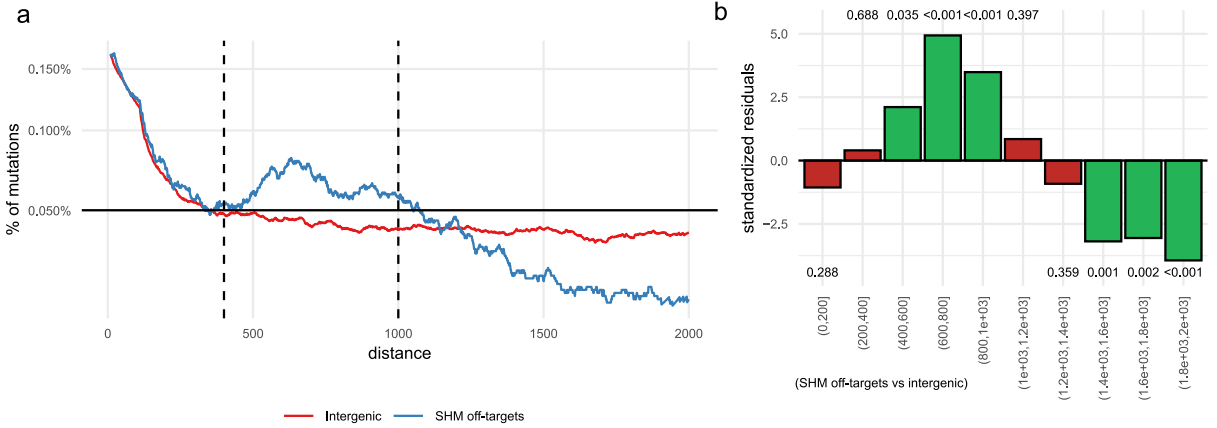 a
% of mutations
0.150%
0.100%
0.050%
0
500
1000
1500
2000
distance
Intergenic
SHM off-targets
b
standardized residuals
0.688 0.035 <0.001 <0.001 0.397
5.0
2.5
0.0
−2.5
0.288
0.359 0.001 0.002 <0.001
(0,200]
(200,400]
(400,600]
(600,800]
(800,1e+03]
(1e+03,1.2e+03]
(1.2e+03,1.4e+03]
(1.4e+03,1.6e+03]
(1.6e+03,1.8e+03]
(1.8e+03,2e+03]
(SHM off-targets vs intergenic)